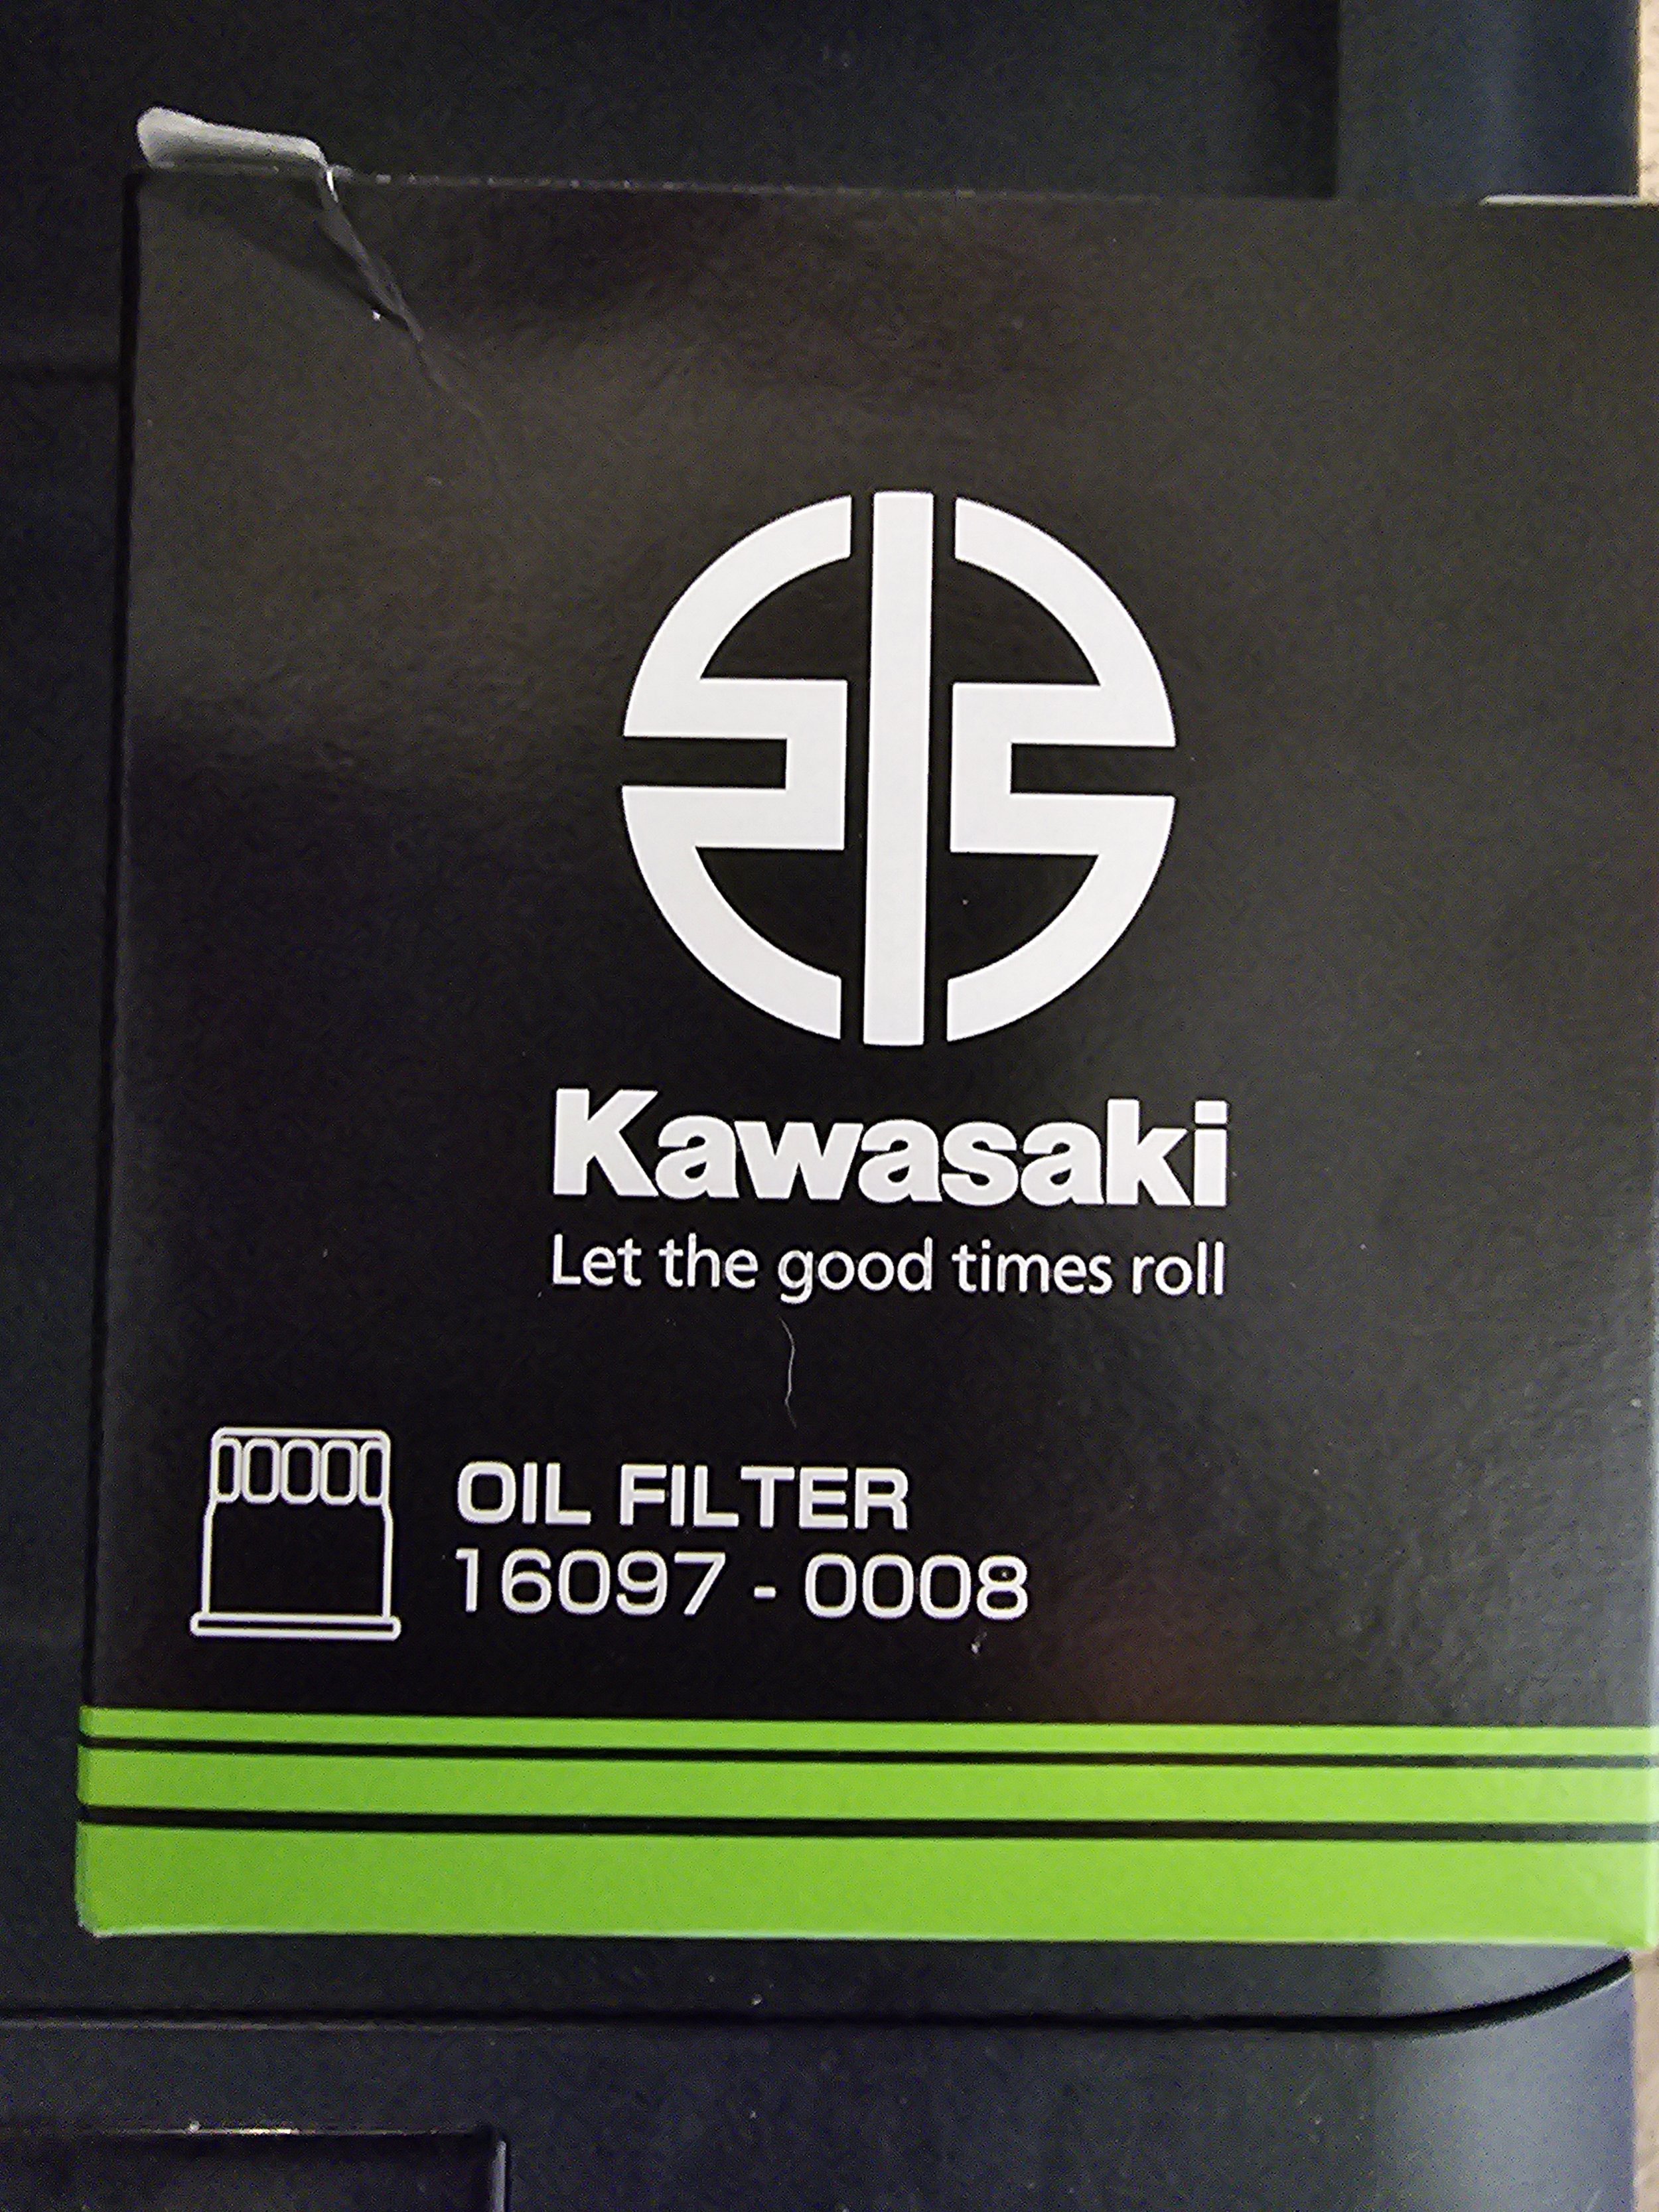 Kawasaki
Let the good times roll
OIL FILTER
16097 - 0008